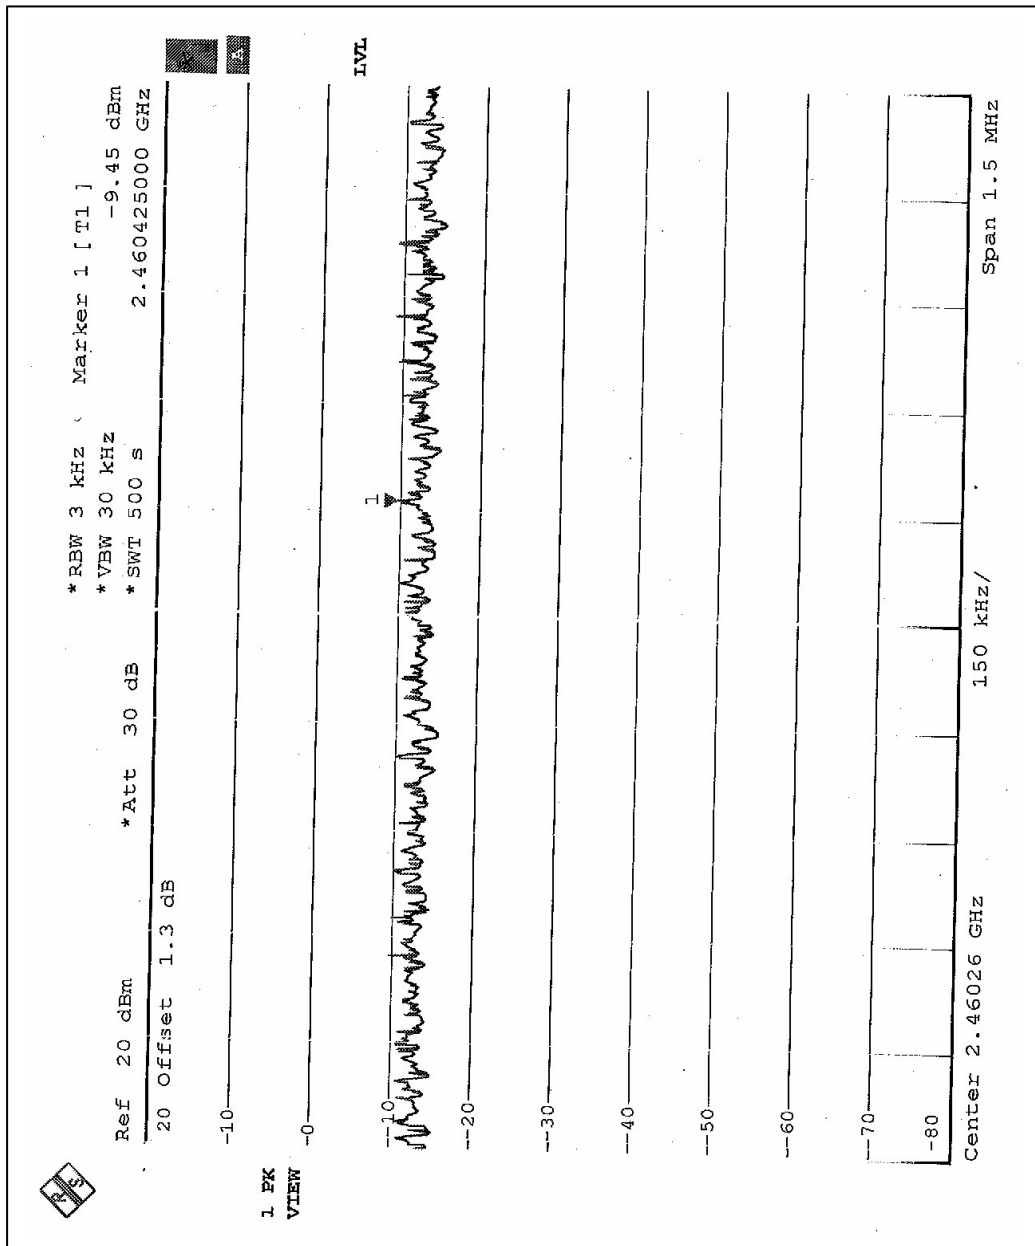 R S
*RBW 3 kHz Marker 1 [ T1 ]
*VBW 30 kHz -9.45 dBm
Ref 20 dBm *Att 30 dB *SWT 500 s 2.460425000 GHz
20 Offset 1.3 dB
A
-10
1 PK
VIEW
-0
LVL
1
--10
--20
--30
--40
--50
--60
--70
-80
Center 2.46026 GHz 150 kHz/ Span 1.5 MHz